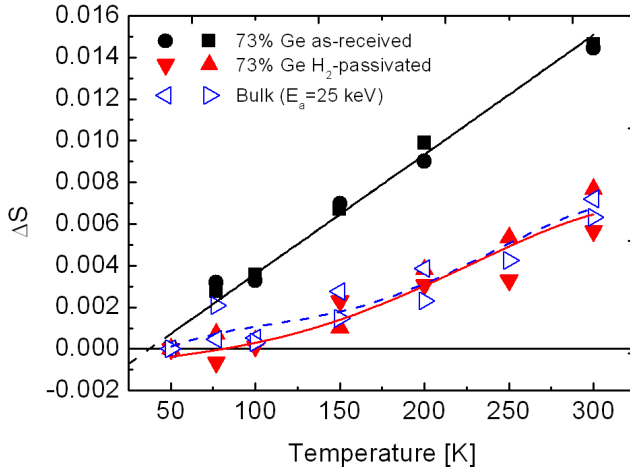 0.016
0.014
0.012
0.010
0.008
0.006
0.004
0.002
0.000
-0.002
ΔS
73% Ge as-received
73% Ge H₂-passivated
Bulk (Eₐ=25 keV)
50 100 150 200 250 300
Temperature [K]